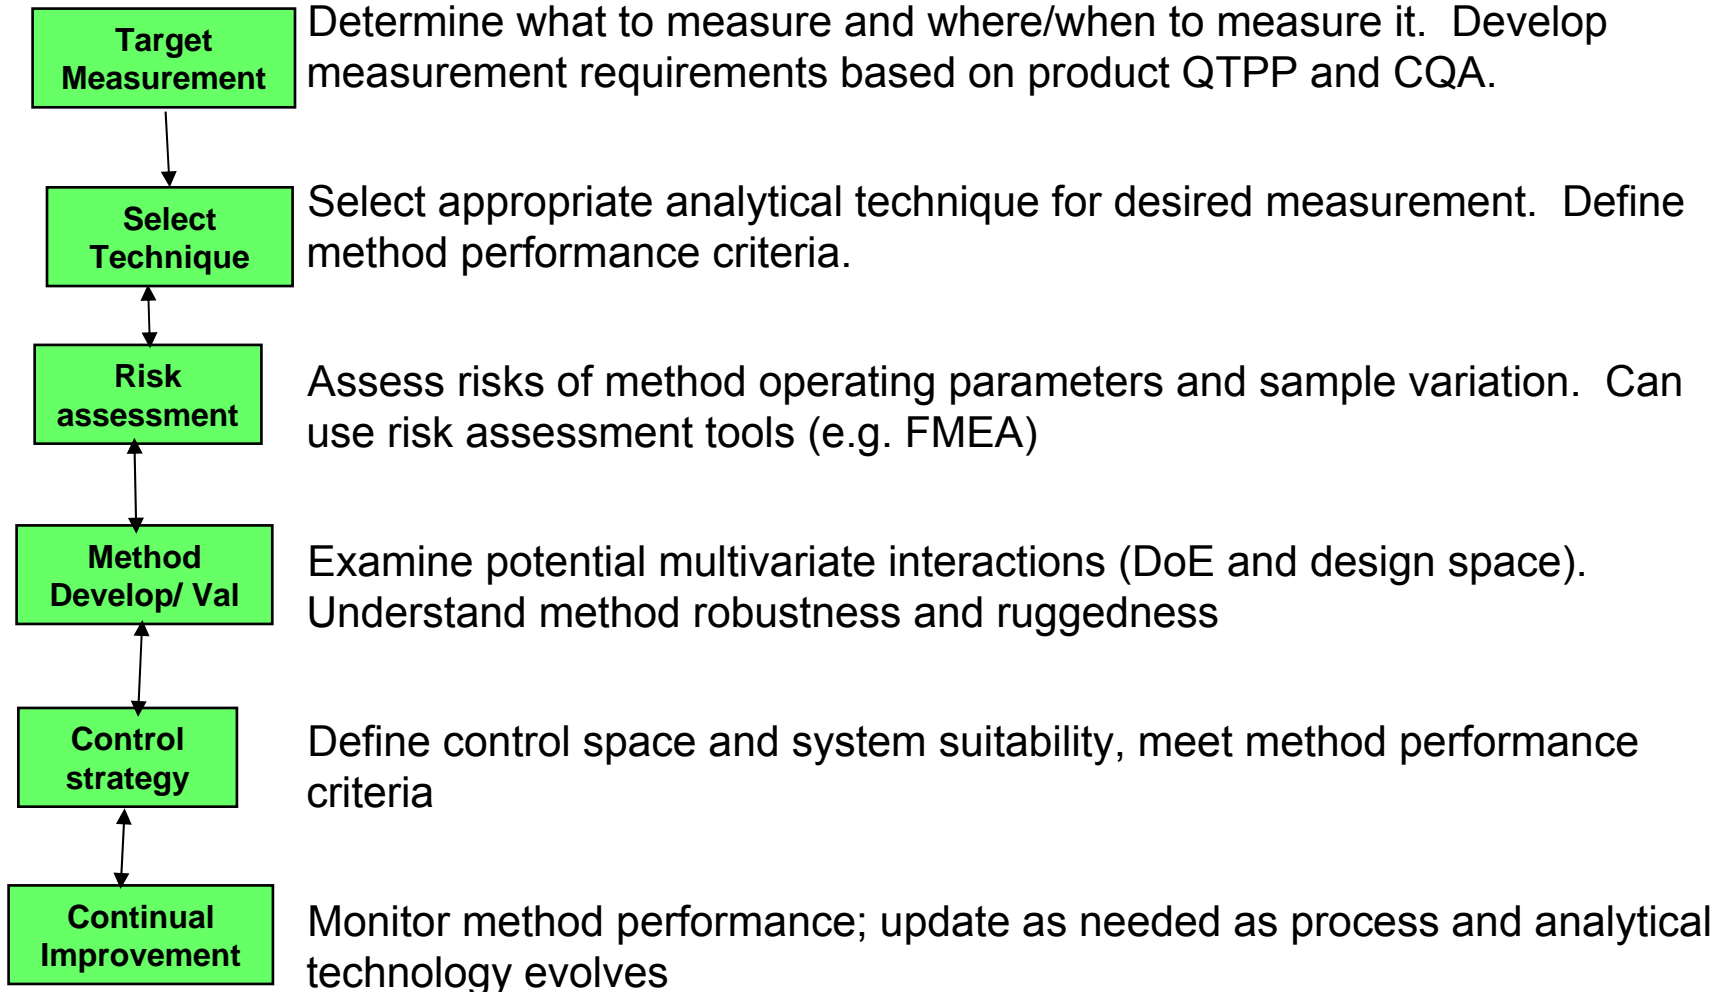 Target
Measurement
Determine what to measure and where/when to measure it.  Develop
measurement requirements based on product QTPP and CQA.
Select
Technique
Select appropriate analytical technique for desired measurement.  Define
method performance criteria.
Risk
assessment
Assess risks of method operating parameters and sample variation.  Can
use risk assessment tools (e.g. FMEA)
Method
Develop/ Val
Examine potential multivariate interactions (DoE and design space).
Understand method robustness and ruggedness
Control
strategy
Define control space and system suitability, meet method performance
criteria
Continual
Improvement
Monitor method performance; update as needed as process and analytical
technology evolves